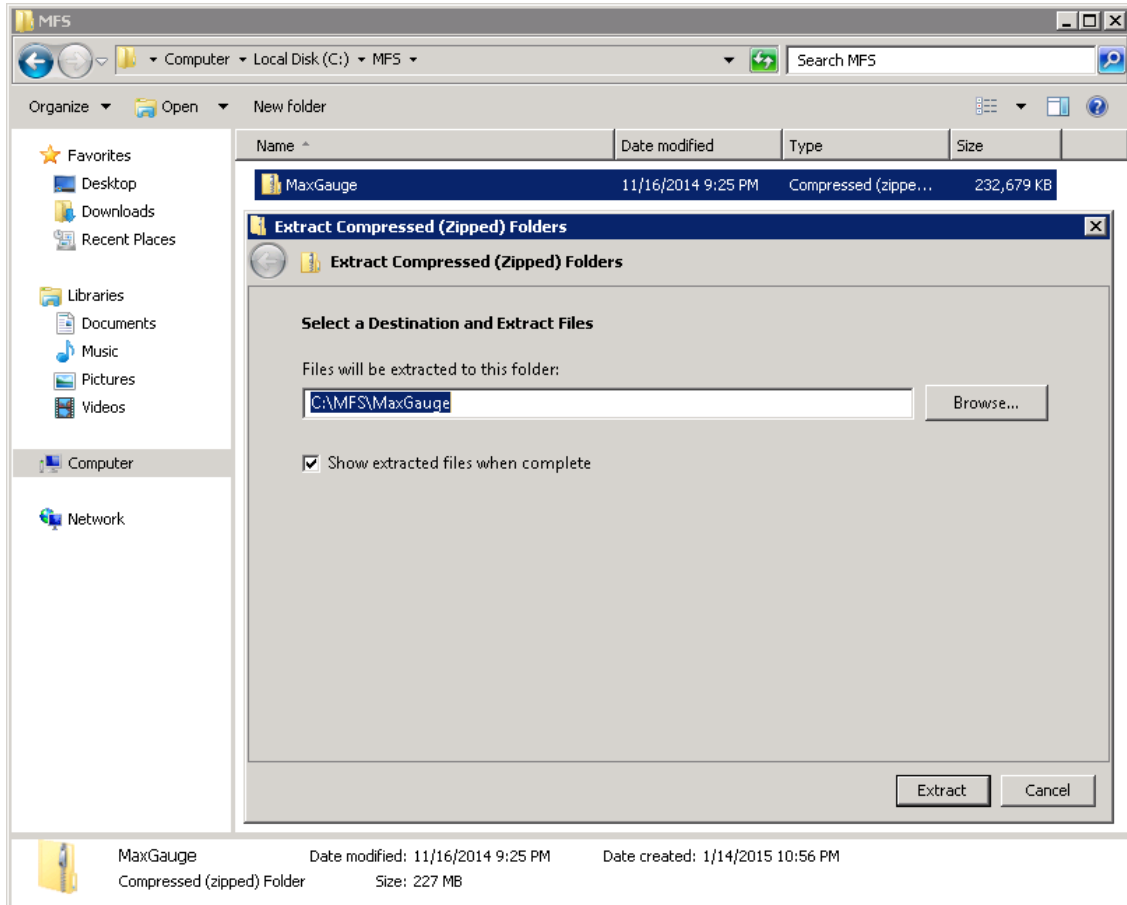 MFS
Computer Local Disk (C:) MFS
Search MFS
Organize Open New folder
Name Date modified Type Size
Favorites
Desktop
Downloads
Recent Places
Libraries
Documents
Music
Pictures
Videos
Computer
Network
MaxGauge 11/16/2014 9:25 PM Compressed (zippe... 232,679 KB
Extract Compressed (Zipped) Folders
Extract Compressed (Zipped) Folders
Select a Destination and Extract Files
Files will be extracted to this folder:
C:\MFS\MaxGauge
Browse...
Show extracted files when complete
Extract Cancel
MaxGauge Date modified: 11/16/2014 9:25 PM Date created: 1/14/2015 10:56 PM
Compressed (zipped) Folder Size: 227 MB